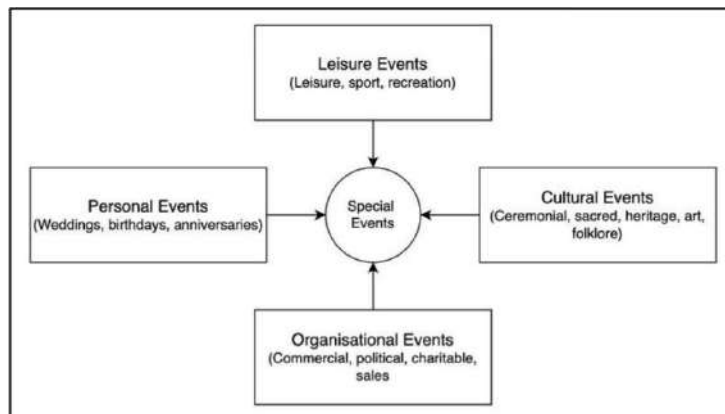 Leisure Events
(Leisure, sport, recreation)
Personal Events
(Weddings, birthdays, anniversaries)
Special
Events
Cultural Events
(Ceremonial, sacred, heritage, art,
folklore)
Organisational Events
(Commercial, political, charitable,
sales